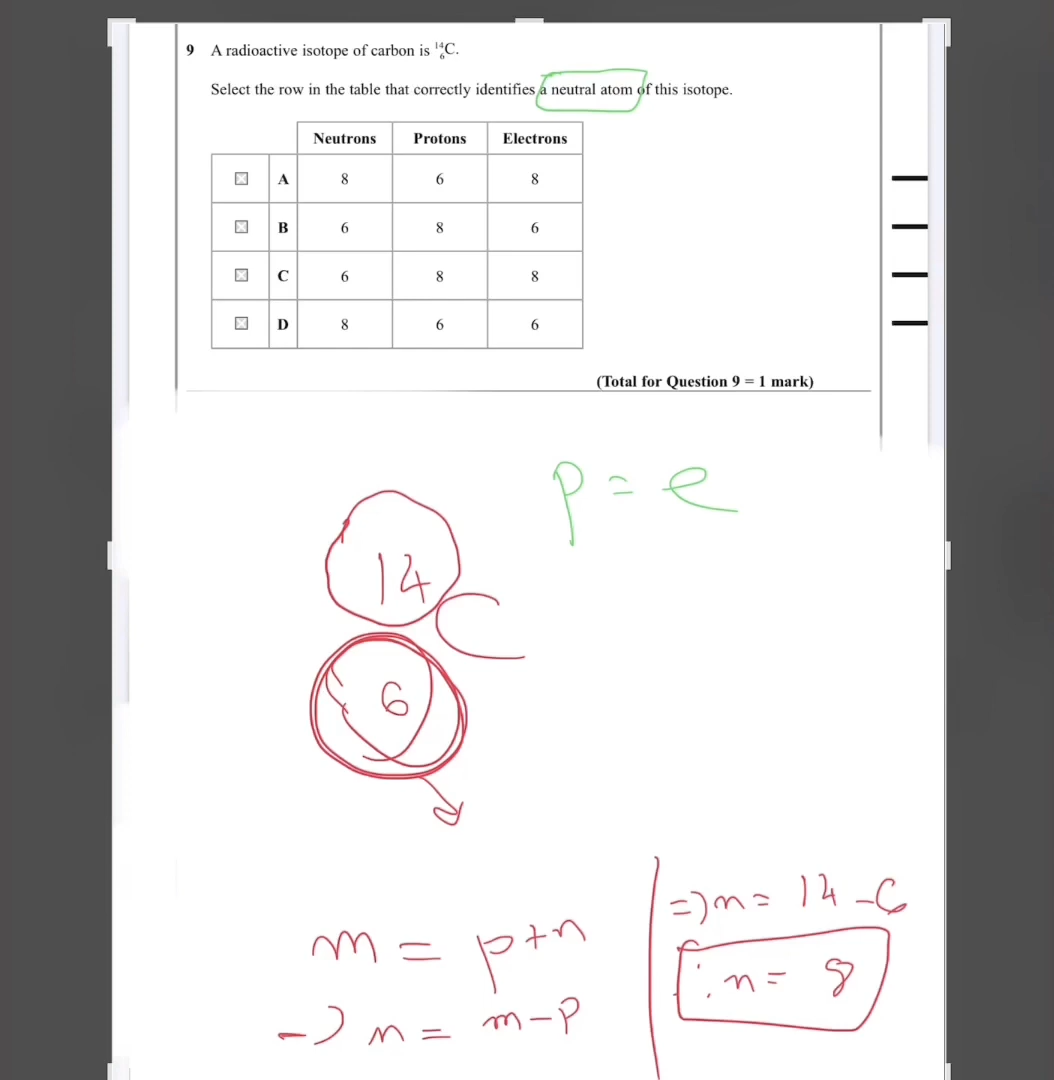 9 A radioactive isotope of carbon is ¹⁴₆C.
Select the row in the table that correctly identifies a neutral atom of this isotope.
Neutrons Protons Electrons
A 8 6 8
B 6 8 6
C 6 8 8
D 8 6 6
(Total for Question 9 = 1 mark)
p = e
14
C
6
m = p+n
=> n = 14 - 6
-> n = m-p
∴ n = 8